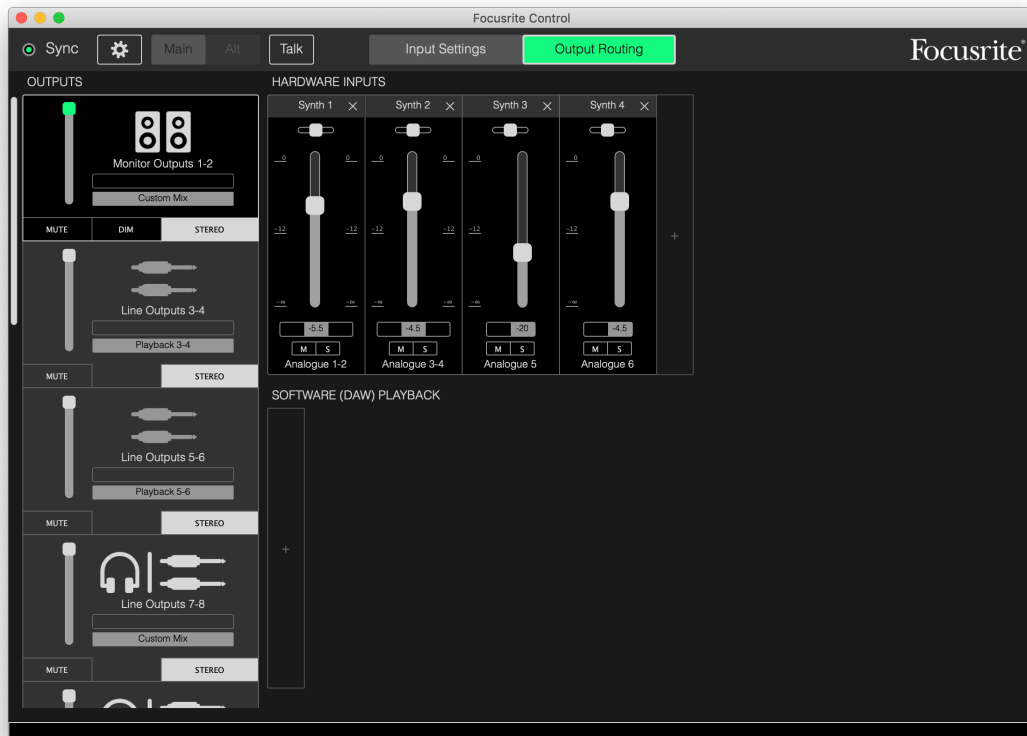 Focusrite Control
Sync Main Alt Talk Input Settings Output Routing Focusrite®
OUTPUTS
Monitor Outputs 1-2
Custom Mix
MUTE DIM STEREO
Line Outputs 3-4
Playback 3-4
MUTE STEREO
Line Outputs 5-6
Playback 5-6
MUTE STEREO
Line Outputs 7-8
Custom Mix
MUTE STEREO
HARDWARE INPUTS
Synth 1 × Synth 2 × Synth 3 × Synth 4 ×
0 0 0 0 0 0
-12 -12 -12 -12 -12 -12 +
-∞ -∞ -∞ -∞ -∞ -∞
-5.5 -4.5 -20 -4.5
M S M S M S M S
Analogue 1-2 Analogue 3-4 Analogue 5 Analogue 6
SOFTWARE (DAW) PLAYBACK
+